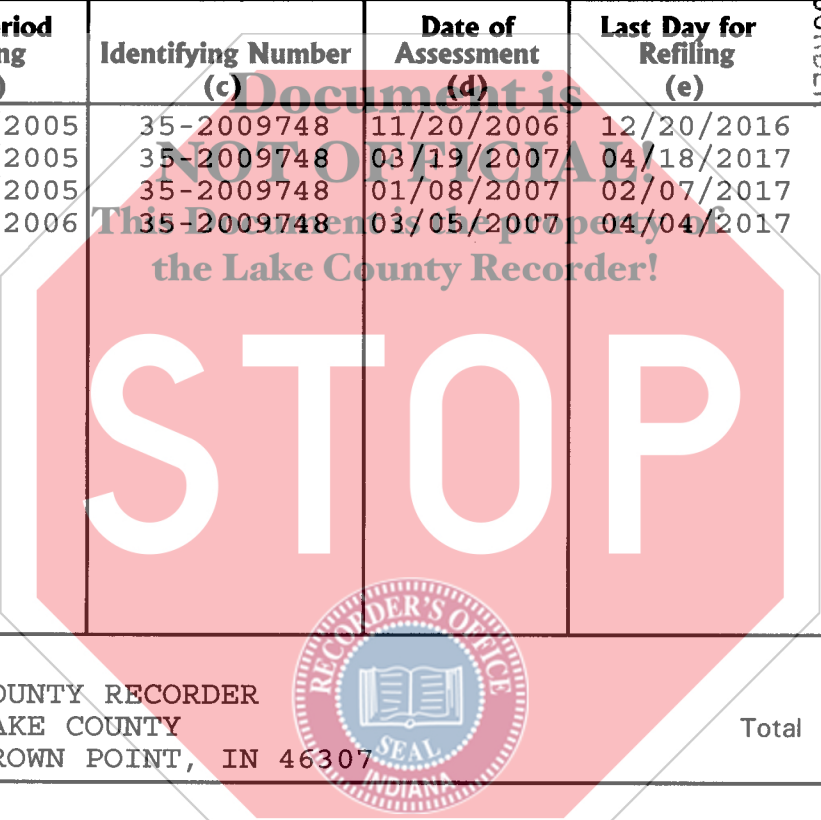 riod Date of Last Day for
ng Identifying Number Assessment Refiling
) (c) (d) (e)
Document is
2005 35-2009748 11/20/2006 12/20/2016
2005 35-2009748 03/19/2007 04/18/2017
NOT OFFICIAL!
2005 35-2009748 01/08/2007 02/07/2017
2006 35-2009748 03/05/2007 04/04/2017
This Document is the property of
the Lake County Recorder!
STOP
RECORDER'S OFFICE
SEAL
INDIANA
OUNTY RECORDER
AKE COUNTY Total
ROWN POINT, IN 46307